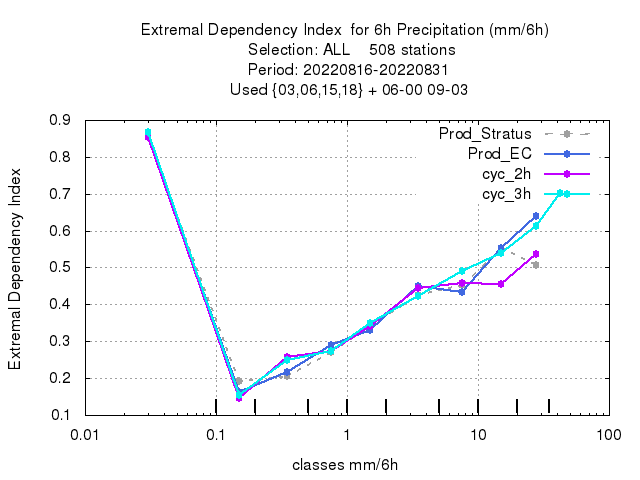 Extremal Dependency Index  for 6h Precipitation (mm/6h)
Selection: ALL    508 stations
Period: 20220816-20220831
Used {03,06,15,18} + 06-00 09-03
Extremal Dependency Index
0.9
0.8
0.7
0.6
0.5
0.4
0.3
0.2
0.1
Prod_Stratus
Prod_EC
cyc_2h
cyc_3h
0.01
0.1
1
10
100
classes mm/6h